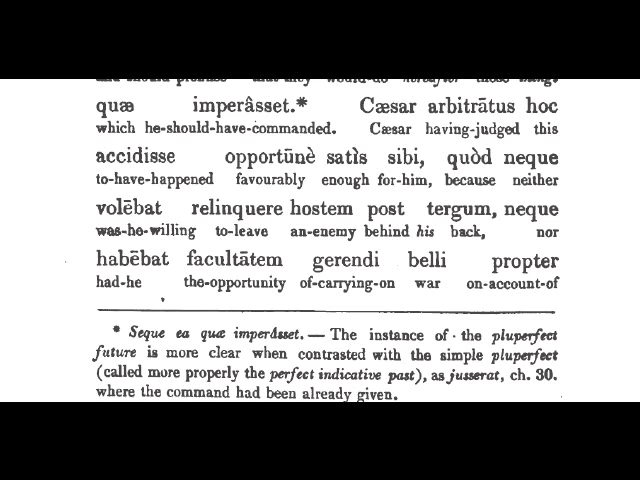 quæ imperâsset.* Cæsar arbitrātus hoc
which he-should-have-commanded. Cæsar having-judged this
accidisse opportūnè satìs sibi, quòd neque
to-have-happened favourably enough for-him, because neither
volēbat relinquere hostem post tergum, neque
was-he-willing to-leave an-enemy behind his back, nor
habēbat facultātem gerendi belli propter
had-he the-opportunity of-carrying-on war on-account-of
* Seque ea quæ imperâsset. — The instance of the pluperfect
future is more clear when contrasted with the simple pluperfect
(called more properly the perfect indicative past), as jusserat, ch. 30.
where the command had been already given.